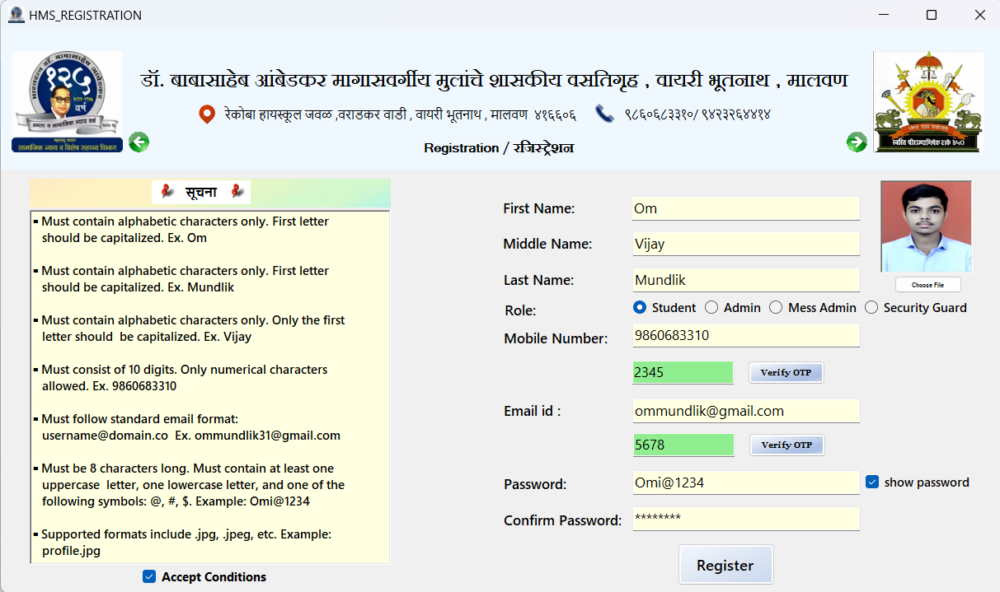 HMS_REGISTRATION
१२५
वर्ष
समता व सामाजिक न्याय वर्ष
सामाजिक न्याय व विशेष सहाय्य विभाग
डॉ. बाबासाहेब आंबेडकर मागासवर्गीय मुलांचे शासकीय वसतिगृह , वायरी भूतनाथ , मालवण
रेकोबा हायस्कूल जवळ ,वराडकर वाडी , वायरी भूतनाथ , मालवण ४१६६०६
९८६०६८३३१०/ ९४२३२६४४१४
Registration / रजिस्ट्रेशन
स्वस्ति श्रीराज्याभिषेक शके ३५०
सूचना
▪ Must contain alphabetic characters only. First letter
should be capitalized. Ex. Om
▪ Must contain alphabetic characters only. First letter
should be capitalized. Ex. Mundlik
▪ Must contain alphabetic characters only. Only the first
letter should be capitalized. Ex. Vijay
▪ Must consist of 10 digits. Only numerical characters
allowed. Ex. 9860683310
▪ Must follow standard email format:
username@domain.co Ex. ommundlik31@gmail.com
▪ Must be 8 characters long. Must contain at least one
uppercase letter, one lowercase letter, and one of the
following symbols: @, #, $. Example: Omi@1234
▪ Supported formats include .jpg, .jpeg, etc. Example:
profile.jpg
Accept Conditions
First Name: Om
Middle Name: Vijay
Last Name: Mundlik
Choose File
Role: Student Admin Mess Admin Security Guard
Mobile Number: 9860683310
2345 Verify OTP
Email id : ommundlik@gmail.com
5678 Verify OTP
Password: Omi@1234 show password
Confirm Password: ********
Register